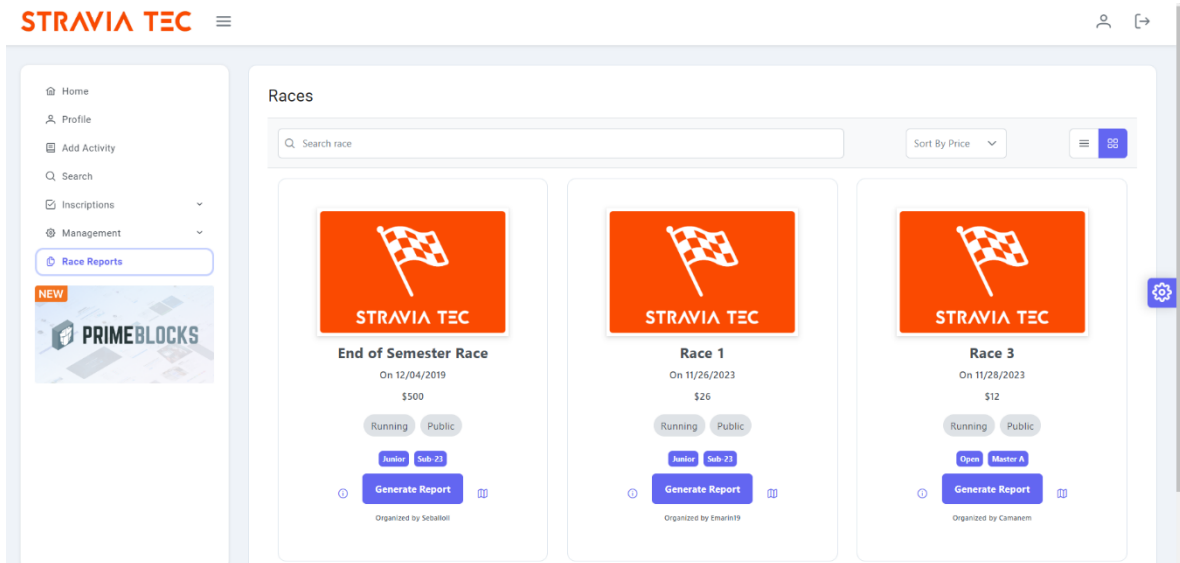 STRAVIA TEC
Home
Profile
Add Activity
Search
Inscriptions
Management
Race Reports
NEW
PRIMEBLOCKS
Races
Search race
Sort By Price
STRAVIA TEC
End of Semester Race
On 12/04/2019
$500
Running Public
Junior Sub-23
Generate Report
Organized by Seballoll
STRAVIA TEC
Race 1
On 11/26/2023
$26
Running Public
Junior Sub-23
Generate Report
Organized by Emarin19
STRAVIA TEC
Race 3
On 11/28/2023
$12
Running Public
Open Master A
Generate Report
Organized by Camanem